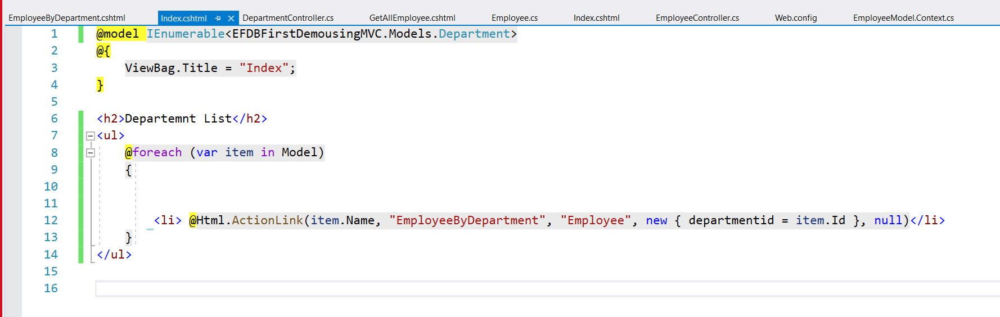 EmployeeByDepartment.cshtml Index.cshtml DepartmentController.cs GetAllEmployee.cshtml Employee.cs Index.cshtml EmployeeController.cs Web.config EmployeeModel.Context.cs
1 @model IEnumerable<EFDBFirstDemousingMVC.Models.Department>
2 @{
3 ViewBag.Title = "Index";
4 }
5
6 <h2>Departemnt List</h2>
7 <ul>
8 @foreach (var item in Model)
9 {
10
11
12 <li> @Html.ActionLink(item.Name, "EmployeeByDepartment", "Employee", new { departmentid = item.Id }, null)</li>
13 }
14 </ul>
15
16